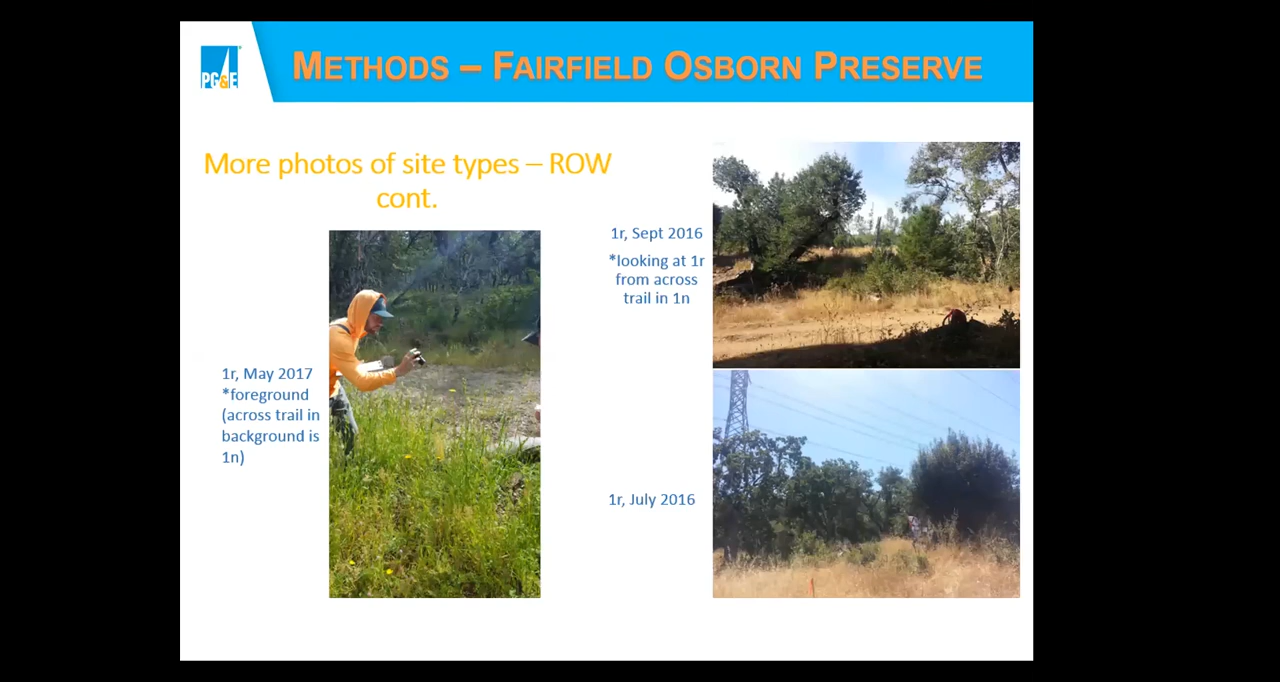 PG&E
METHODS – FAIRFIELD OSBORN PRESERVE
More photos of site types – ROW
cont.
1r, May 2017
*foreground
(across trail in
background is
1n)
1r, Sept 2016
*looking at 1r
from across
trail in 1n
1r, July 2016